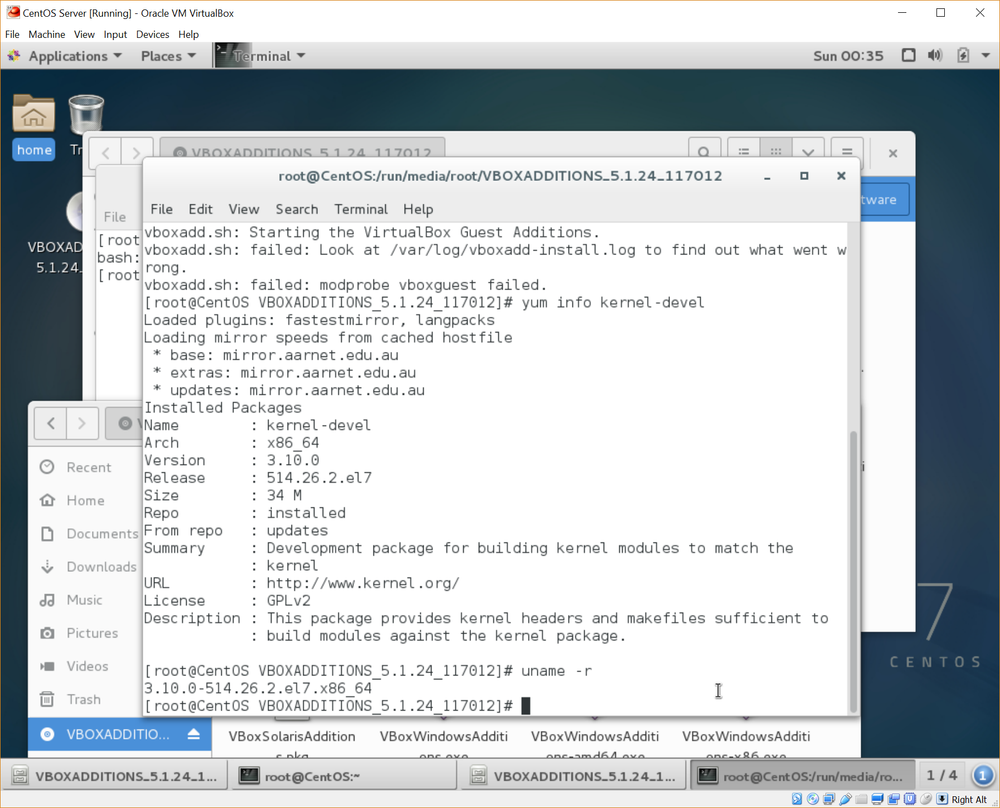 CentOS Server [Running] - Oracle VM VirtualBox
File Machine View Input Devices Help
Applications Places Terminal Sun 00:35
home Tr
VBOXADDITIONS_5.1.24_117012
root@CentOS:/run/media/root/VBOXADDITIONS_5.1.24_117012
tware
File Edit View Search Terminal Help
File
VBOXAD
5.1.24_
[root
bash:
[root
vboxadd.sh: Starting the VirtualBox Guest Additions.
vboxadd.sh: failed: Look at /var/log/vboxadd-install.log to find out what went w
rong.
vboxadd.sh: failed: modprobe vboxguest failed.
[root@CentOS VBOXADDITIONS_5.1.24_117012]# yum info kernel-devel
Loaded plugins: fastestmirror, langpacks
Loading mirror speeds from cached hostfile
* base: mirror.aarnet.edu.au
* extras: mirror.aarnet.edu.au
* updates: mirror.aarnet.edu.au
Installed Packages
Name : kernel-devel
Arch : x86_64
Version : 3.10.0
Release : 514.26.2.el7
Size : 34 M
Repo : installed
From repo : updates
Summary : Development package for building kernel modules to match the
: kernel
URL : http://www.kernel.org/
License : GPLv2
Description : This package provides kernel headers and makefiles sufficient to
: build modules against the kernel package.
[root@CentOS VBOXADDITIONS_5.1.24_117012]# uname -r
3.10.0-514.26.2.el7.x86_64
[root@CentOS VBOXADDITIONS_5.1.24_117012]#
Recent
Home
Documents
Downloads
Music
Pictures
Videos
Trash
VBOXADDITIO...
7
CENTOS
VBoxSolarisAddition VBoxWindowsAdditi VBoxWindowsAdditi VBoxWindowsAdditi
s.pkg ons.exe ons-amd64.exe ons-x86.exe
VBOXADDITIONS_5.1.24_1... root@CentOS:~ VBOXADDITIONS_5.1.24_1... root@CentOS:/run/media/ro... 1 / 4 1
Right Alt